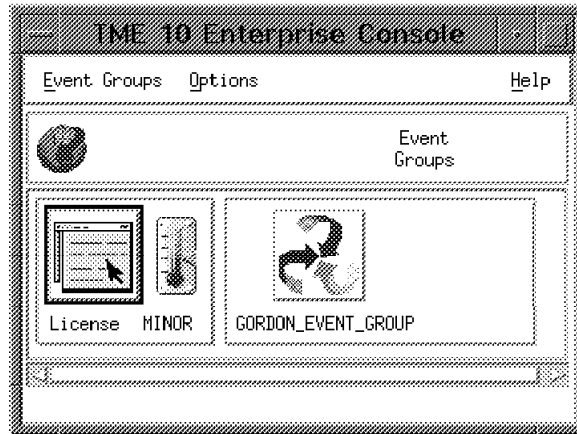 TME 10 Enterprise Console
Event Groups Options Help
Event
Groups
License MINOR GORDON_EVENT_GROUP